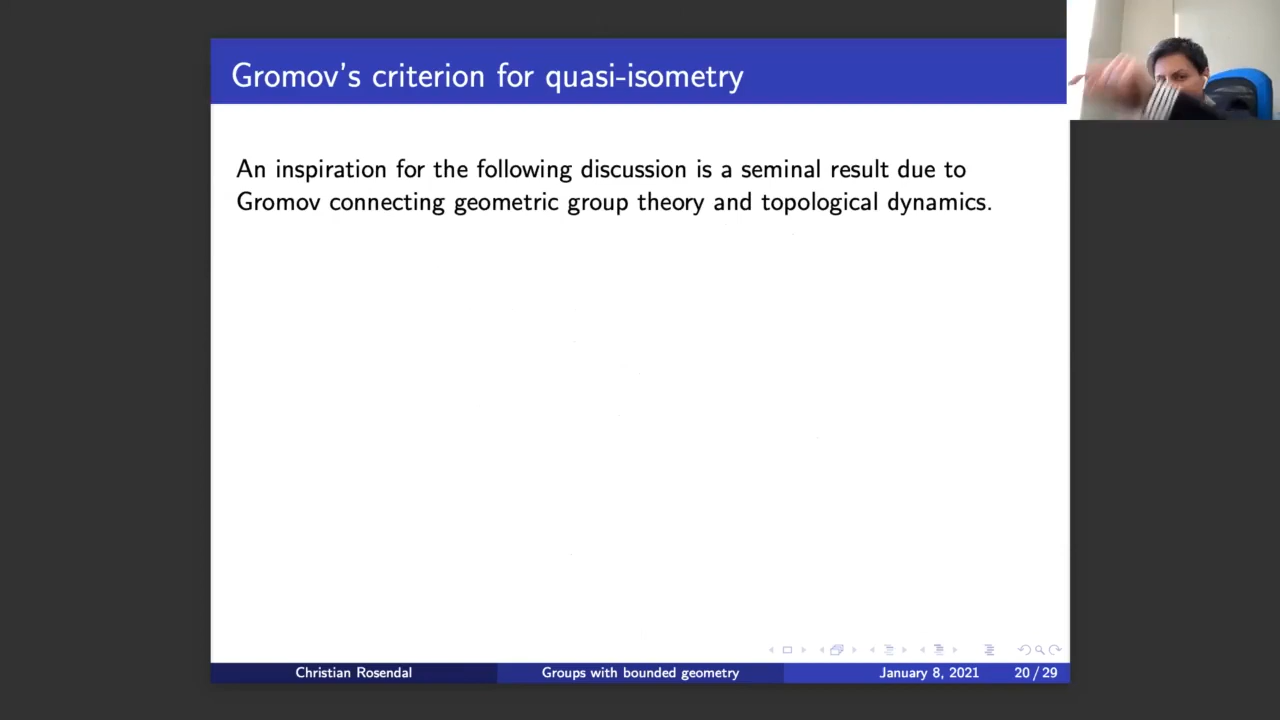 Gromov's criterion for quasi-isometry
An inspiration for the following discussion is a seminal result due to
Gromov connecting geometric group theory and topological dynamics.
Christian Rosendal
Groups with bounded geometry
January 8, 2021
20 / 29